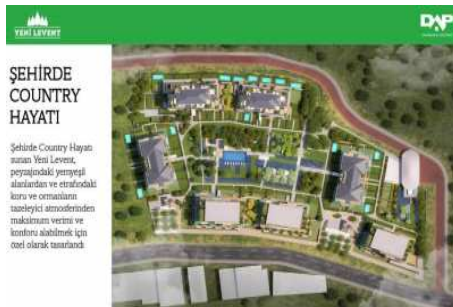 YENİ LEVENT
DAP
ŞEHİRDE
COUNTRY
HAYATI
Şehirde Country Hayatı
sunan Yeni Levent,
peyzajındaki yemyeşil
alanlardan ve etrafındaki
koru ve ormanların
tazeleyici atmosferinden
maksimum verimi ve
konforu alabilmek için
özel olarak tasarlandı